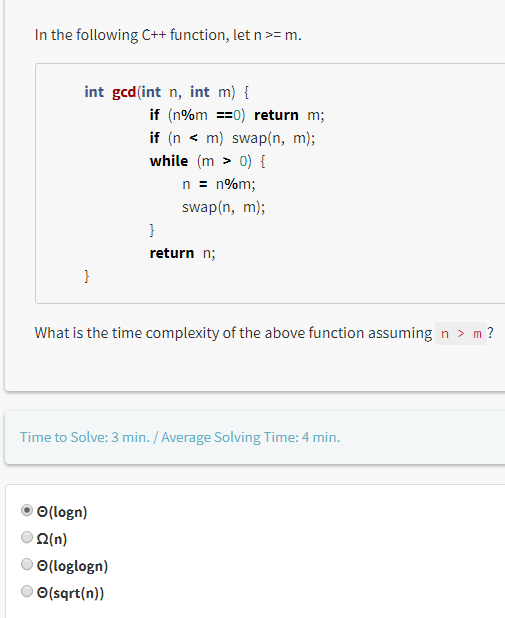 In the following C++ function, let n >= m.
int gcd(int n, int m) {
if (n%m ==0) return m;
if (n < m) swap(n, m);
while (m > 0) {
n = n%m;
swap(n, m);
}
return n;
}
What is the time complexity of the above function assuming n > m?
Time to Solve: 3 min. / Average Solving Time: 4 min.
Θ(logn)
Ω(n)
Θ(loglogn)
Θ(sqrt(n))